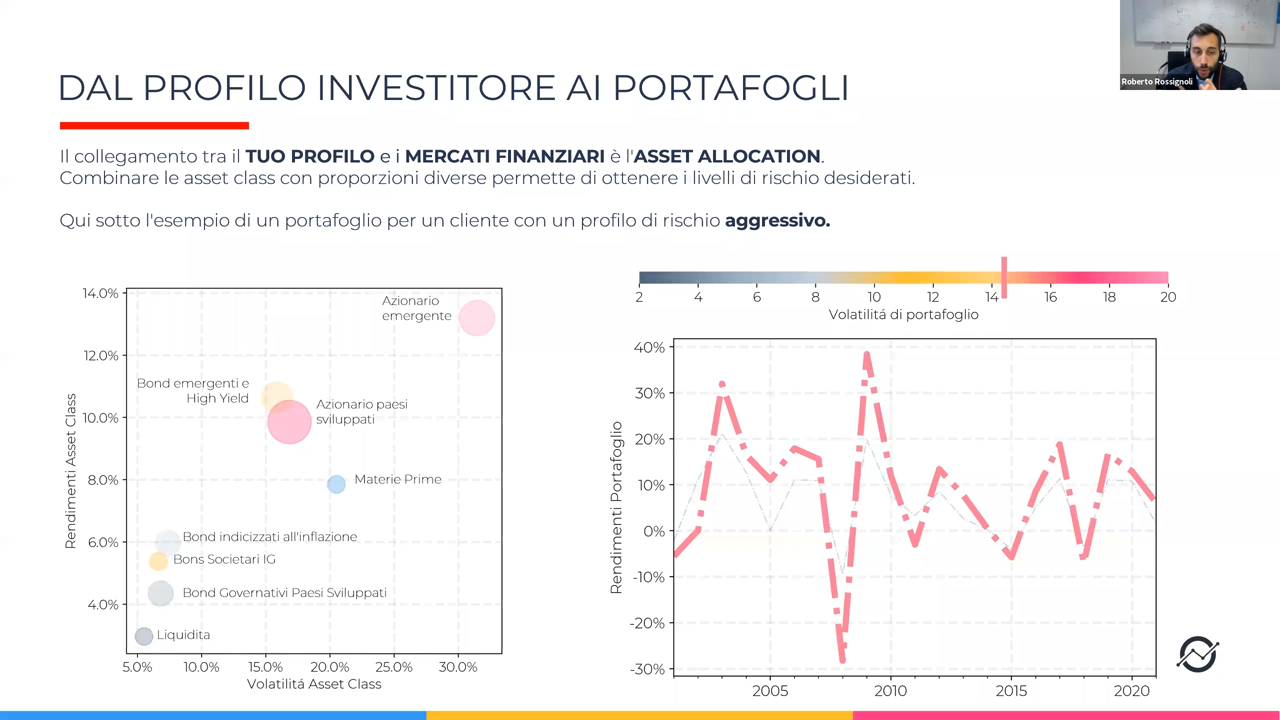 Roberto Rossignoli
DAL PROFILO INVESTITORE AI PORTAFOGLI
Il collegamento tra il TUO PROFILO e i MERCATI FINANZIARI è l'ASSET ALLOCATION.
Combinare le asset class con proporzioni diverse permette di ottenere i livelli di rischio desiderati.
Qui sotto l'esempio di un portafoglio per un cliente con un profilo di rischio aggressivo.
14.0%
12.0%
10.0%
8.0%
6.0%
4.0%
Rendimenti Asset Class
Azionario
emergente
Bond emergenti e
High Yield
Azionario paesi
sviluppati
Materie Prime
Bond indicizzati all'inflazione
Bons Societari IG
Bond Governativi Paesi Sviluppati
Liquidita
5.0% 10.0% 15.0% 20.0% 25.0% 30.0%
Volatilitá Asset Class
2 4 6 8 10 12 14 16 18 20
Volatilitá di portafoglio
40%
30%
20%
10%
0%
-10%
-20%
-30%
Rendimenti Portafoglio
2005 2010 2015 2020